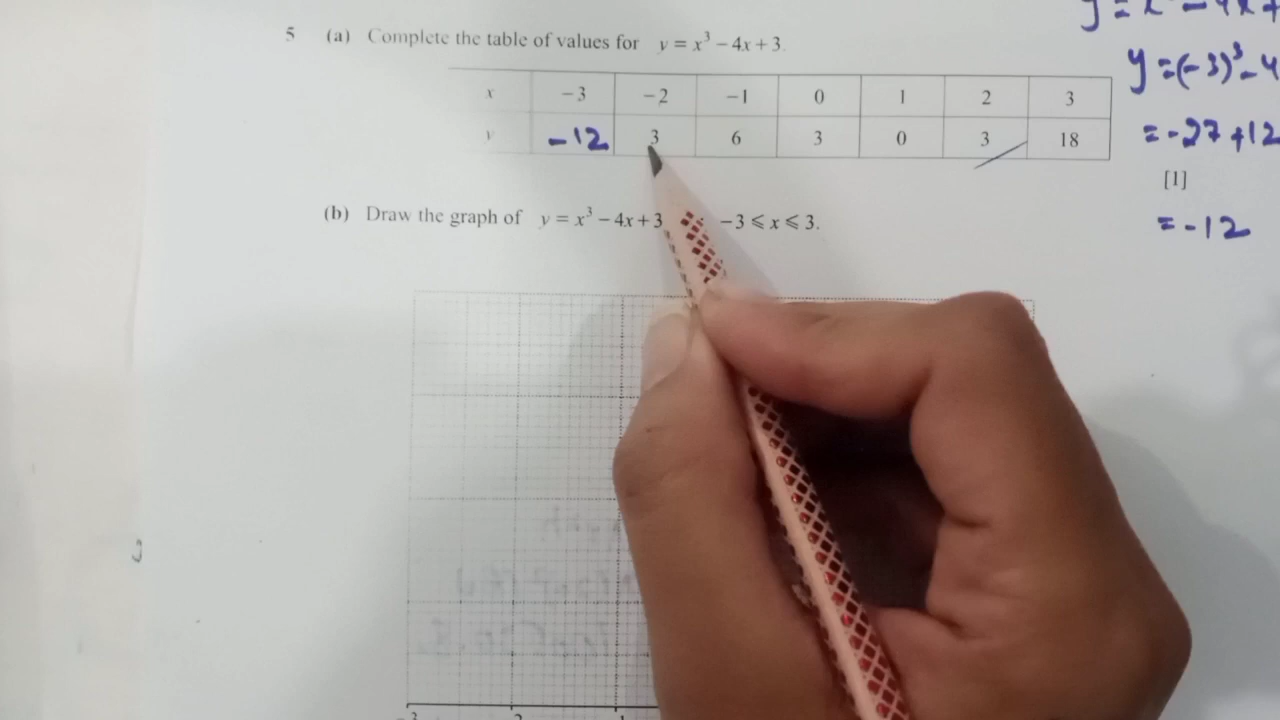 5 (a) Complete the table of values for y = x³ − 4x + 3.
x −3 −2 −1 0 1 2 3
y −12 3 6 3 0 3 18
y = x³ − 4x +
y = (−3)³ − 4
= −27 + 12
[1]
= −12
(b) Draw the graph of y = x³ − 4x + 3 −3 ⩽ x ⩽ 3.